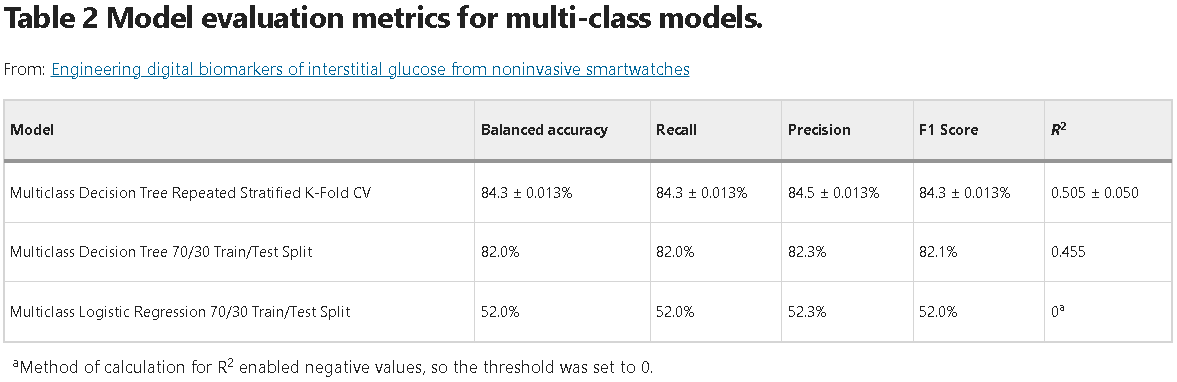 Table 2 Model evaluation metrics for multi-class models.
From: Engineering digital biomarkers of interstitial glucose from noninvasive smartwatches
Model Balanced accuracy Recall Precision F1 Score R²
Multiclass Decision Tree Repeated Stratified K-Fold CV 84.3 ± 0.013% 84.3 ± 0.013% 84.5 ± 0.013% 84.3 ± 0.013% 0.505 ± 0.050
Multiclass Decision Tree 70/30 Train/Test Split 82.0% 82.0% 82.3% 82.1% 0.455
Multiclass Logistic Regression 70/30 Train/Test Split 52.0% 52.0% 52.3% 52.0% 0ᵃ
ᵃMethod of calculation for R² enabled negative values, so the threshold was set to 0.